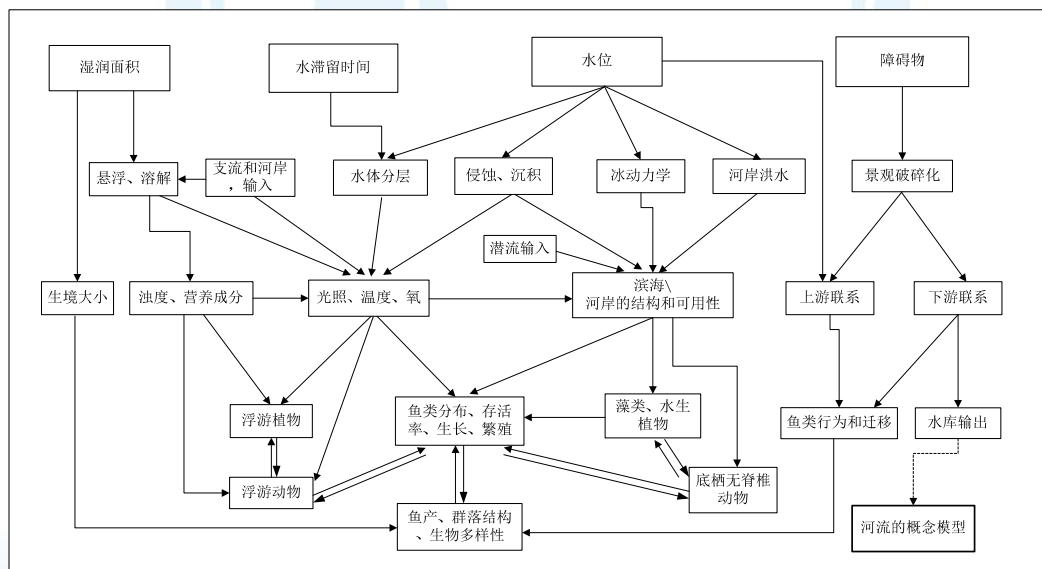 湿润面积
水滞留时间
水位
障碍物
悬浮、溶解
支流和河岸
，输入
水体分层
侵蚀、沉积
冰动力学
河岸洪水
景观破碎化
潜流输入
生境大小
浊度、营养成分
光照、温度、氧
滨海\
河岸的结构和可用性
上游联系
下游联系
浮游植物
鱼类分布、存活
率、生长、繁殖
藻类、水生
植物
鱼类行为和迁移
水库输出
浮游动物
底栖无脊椎
动物
鱼产、群落结构
、生物多样性
河流的概念模型